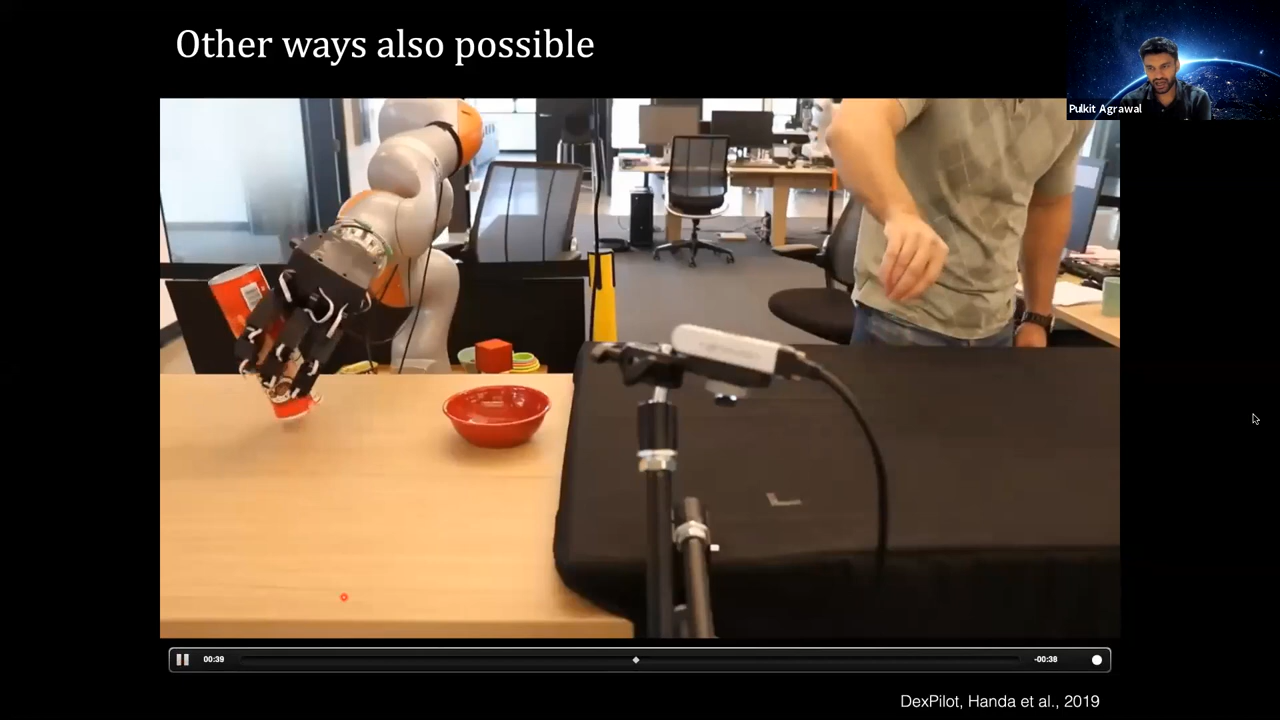 Other ways also possible
Pulkit Agrawal
00:39
-00:38
DexPilot, Handa et al., 2019